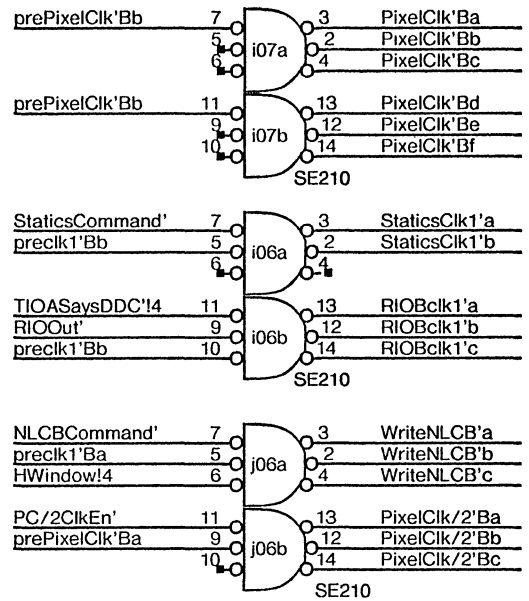 prePixelClk'Bb 7 3 PixelClk'Ba
5 i07a 2 PixelClk'Bb
6 4 PixelClk'Bc
prePixelClk'Bb 11 13 PixelClk'Bd
9 i07b 12 PixelClk'Be
10 14 PixelClk'Bf
SE210
StaticsCommand' 7 3 StaticsClk1'a
preclk1'Bb 5 i06a 2 StaticsClk1'b
6 4
TIOASaysDDC'!4 11 13 RIOBclk1'a
RIOOut' 9 i06b 12 RIOBclk1'b
preclk1'Bb 10 14 RIOBclk1'c
SE210
NLCBCommand' 7 3 WriteNLCB'a
preclk1'Ba 5 j06a 2 WriteNLCB'b
HWindow!4 6 4 WriteNLCB'c
PC/2ClkEn' 11 13 PixelClk/2'Ba
prePixelClk'Ba 9 j06b 12 PixelClk/2'Bb
10 14 PixelClk/2'Bc
SE210